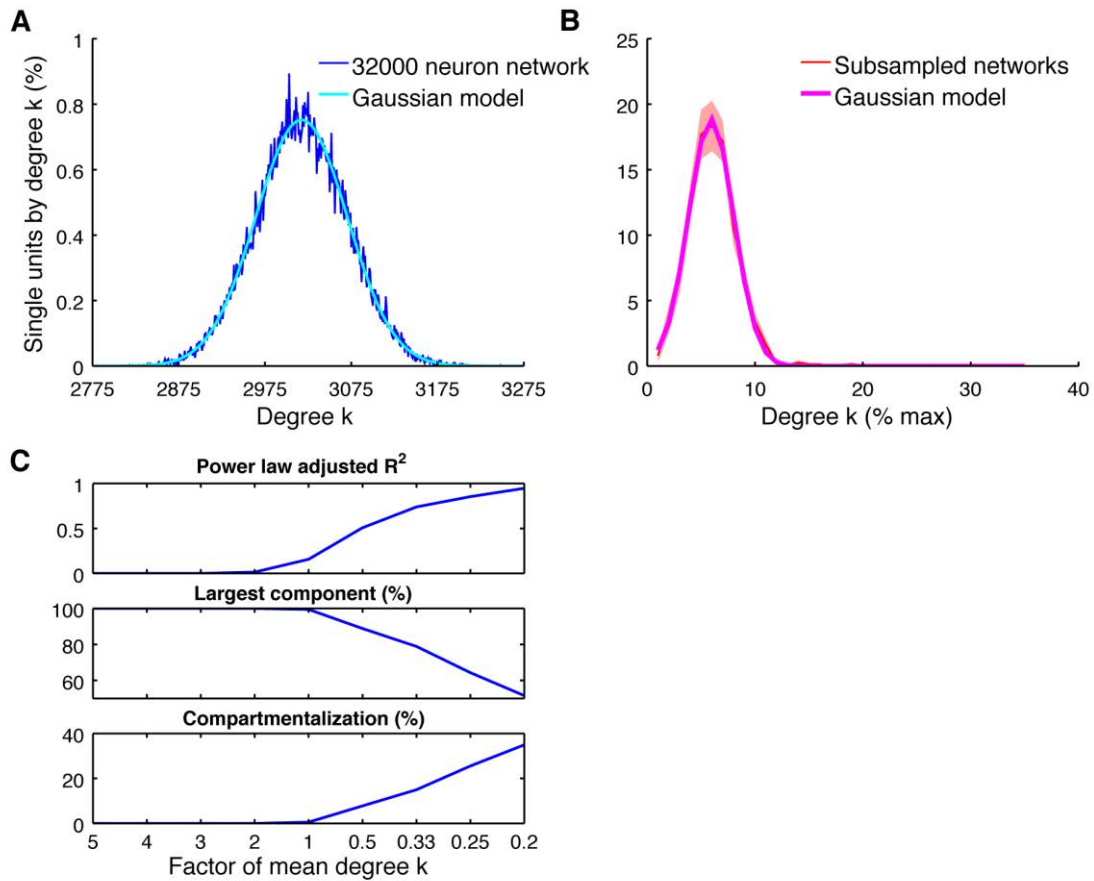 A
Single units by degree k (%)
1
0.8
0.6
0.4
0.2
0
32000 neuron network
Gaussian model
2775 2875 2975 3075 3175 3275
Degree k
B
25
20
15
10
5
0
Subsampled networks
Gaussian model
0 10 20 30 40
Degree k (% max)
C
Power law adjusted R²
1
0.5
0
Largest component (%)
100
80
60
Compartmentalization (%)
40
20
0
5 4 3 2 1 0.5 0.33 0.25 0.2
Factor of mean degree k